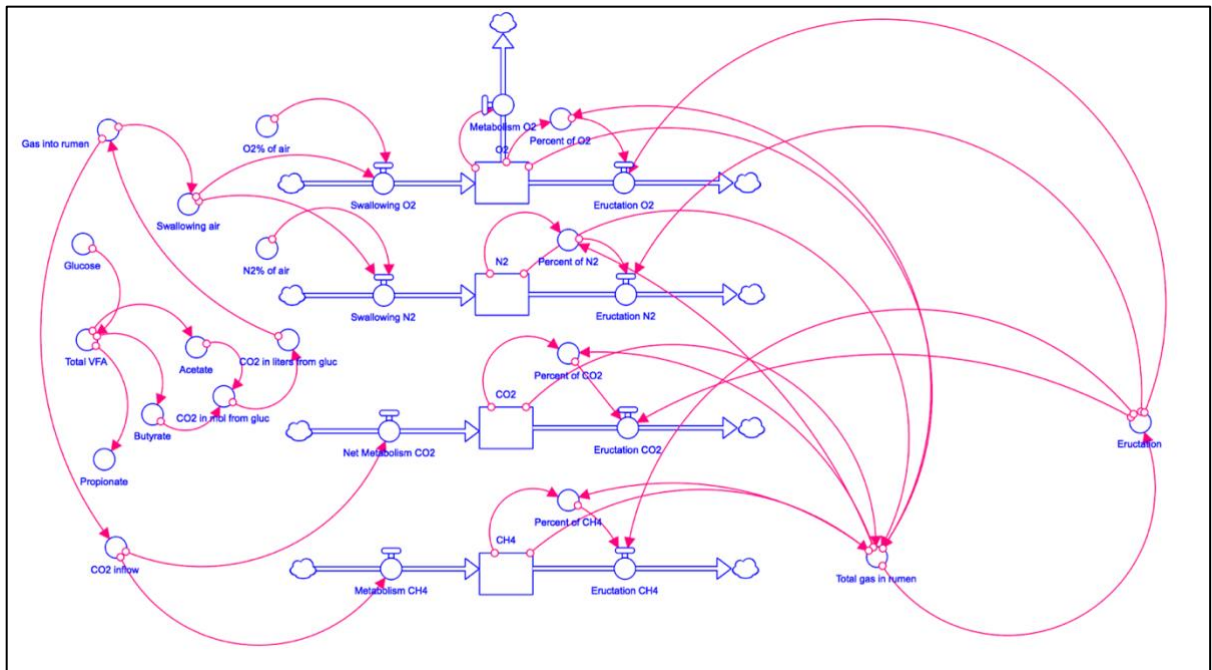 Metabolism O2
Percent of O2
Gas into rumen
O2% of air
O2
Swallowing O2
Eructation O2
Swallowing air
Glucose
N2% of air
N2
Percent of N2
Swallowing N2
Eructation N2
Total VFA
Acetate
CO2 in liters from gluc
Percent of CO2
CO2
Butyrate
CO2 in mol from gluc
Net Metabolism CO2
Eructation CO2
Eructation
Propionate
Percent of CH4
CH4
CO2 inflow
Metabolism CH4
Eructation CH4
Total gas in rumen